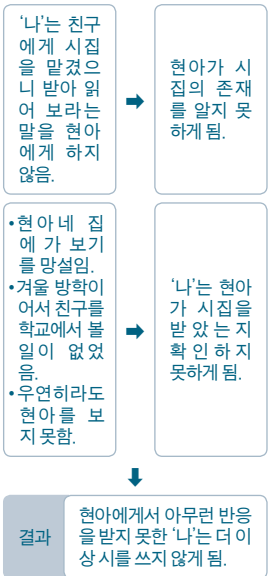 ‘나’는 친구
에게 시집
을 맡겼으
니 받아 읽
어 보라는
말을 현아
에게 하지
않음.
현아가 시
집의 존재
를 알지 못
하게 됨.
•현아네 집
에 가 보기
를 망설임.
•겨울 방학이
어서 친구를
학교에서 볼
일이 없었
음.
•우연히라도
현아를 보
지 못함.
‘나’는 현아
가 시집을
받았는지
확인하지
못하게 됨.
결과
현아에게서 아무런 반응
을 받지 못한 ‘나’는 더 이
상 시를 쓰지 않게 됨.